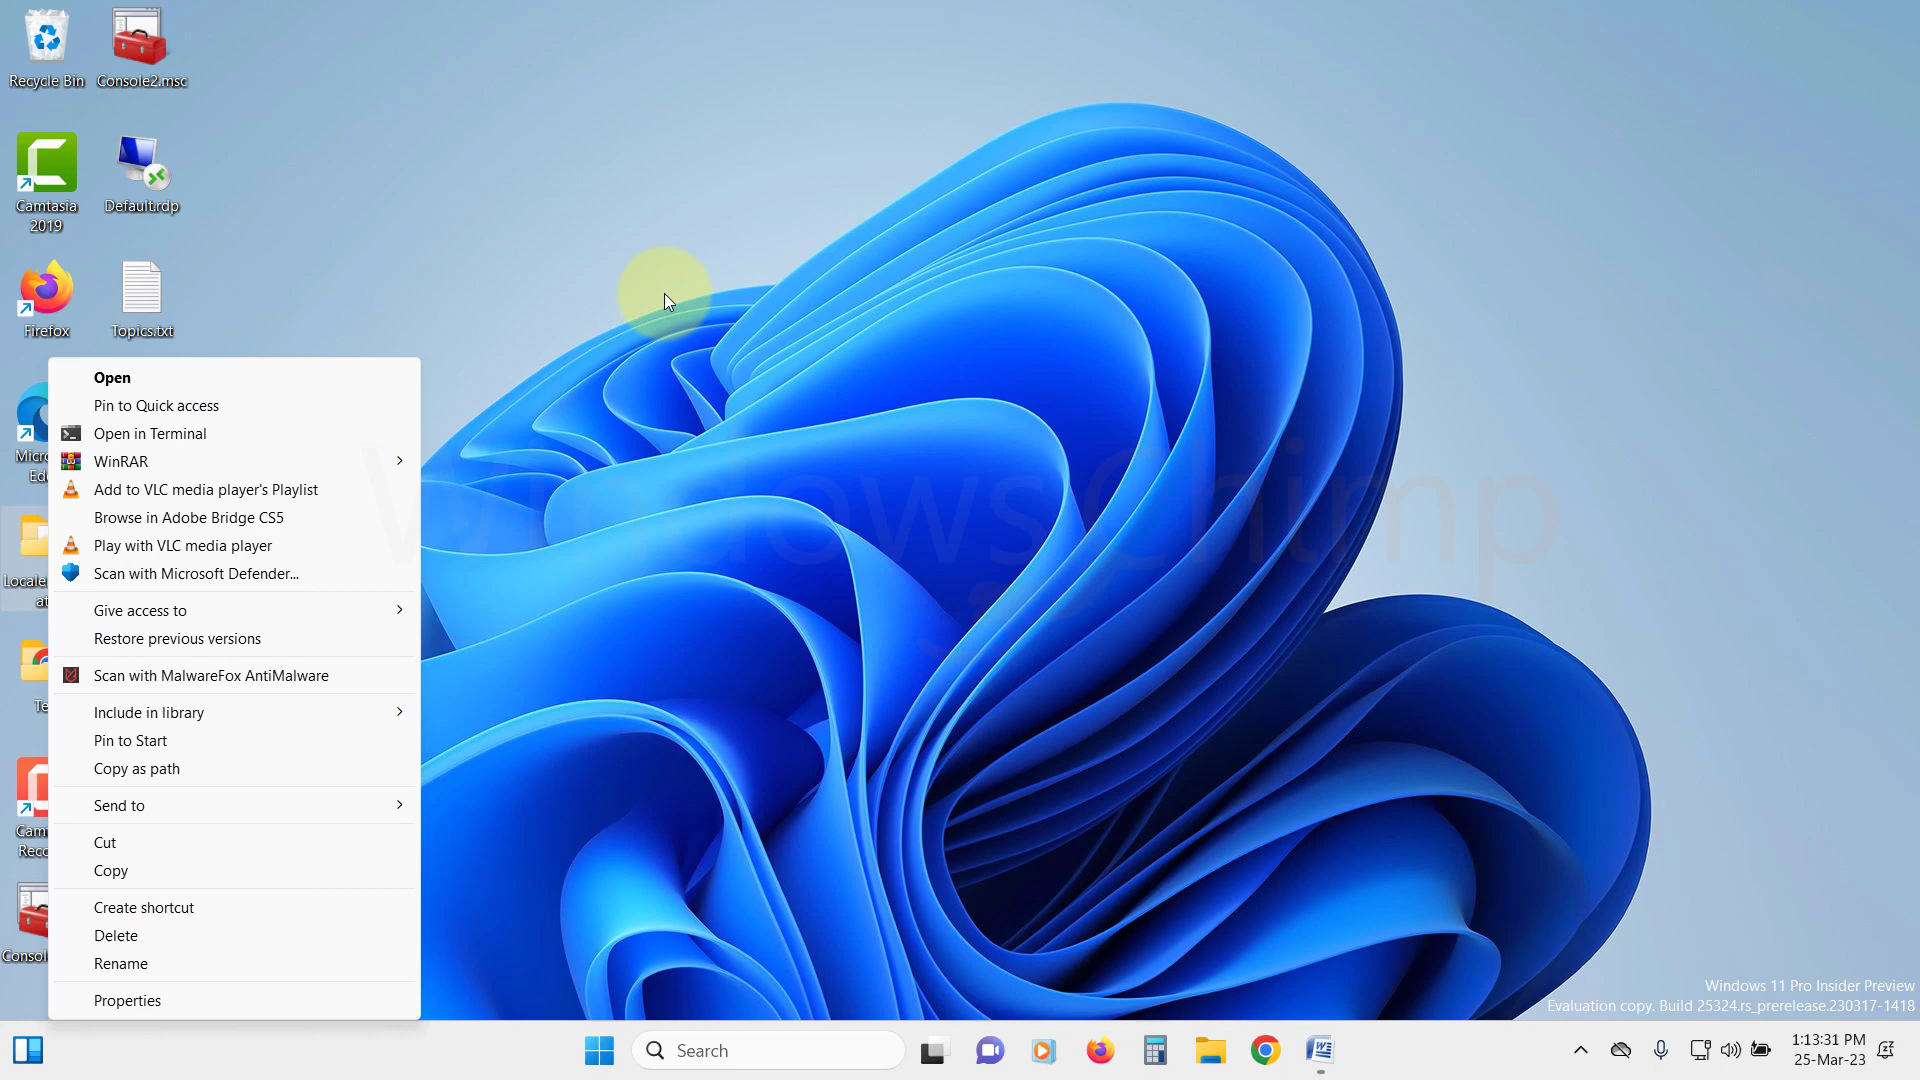 Recycle Bin
Console2.msc
Camtasia
2019
Default.rdp
Firefox
Topics.txt
Open
Pin to Quick access
Open in Terminal
WinRAR
Add to VLC media player's Playlist
Browse in Adobe Bridge CS5
Play with VLC media player
Scan with Microsoft Defender...
Give access to
Restore previous versions
Scan with MalwareFox AntiMalware
Include in library
Pin to Start
Copy as path
Send to
Cut
Copy
Create shortcut
Delete
Rename
Properties
WindowsChimp
Windows 11 Pro Insider Preview
Evaluation copy. Build 25324.rs_prerelease.230317-1418
Search
1:13:31 PM
25-Mar-23